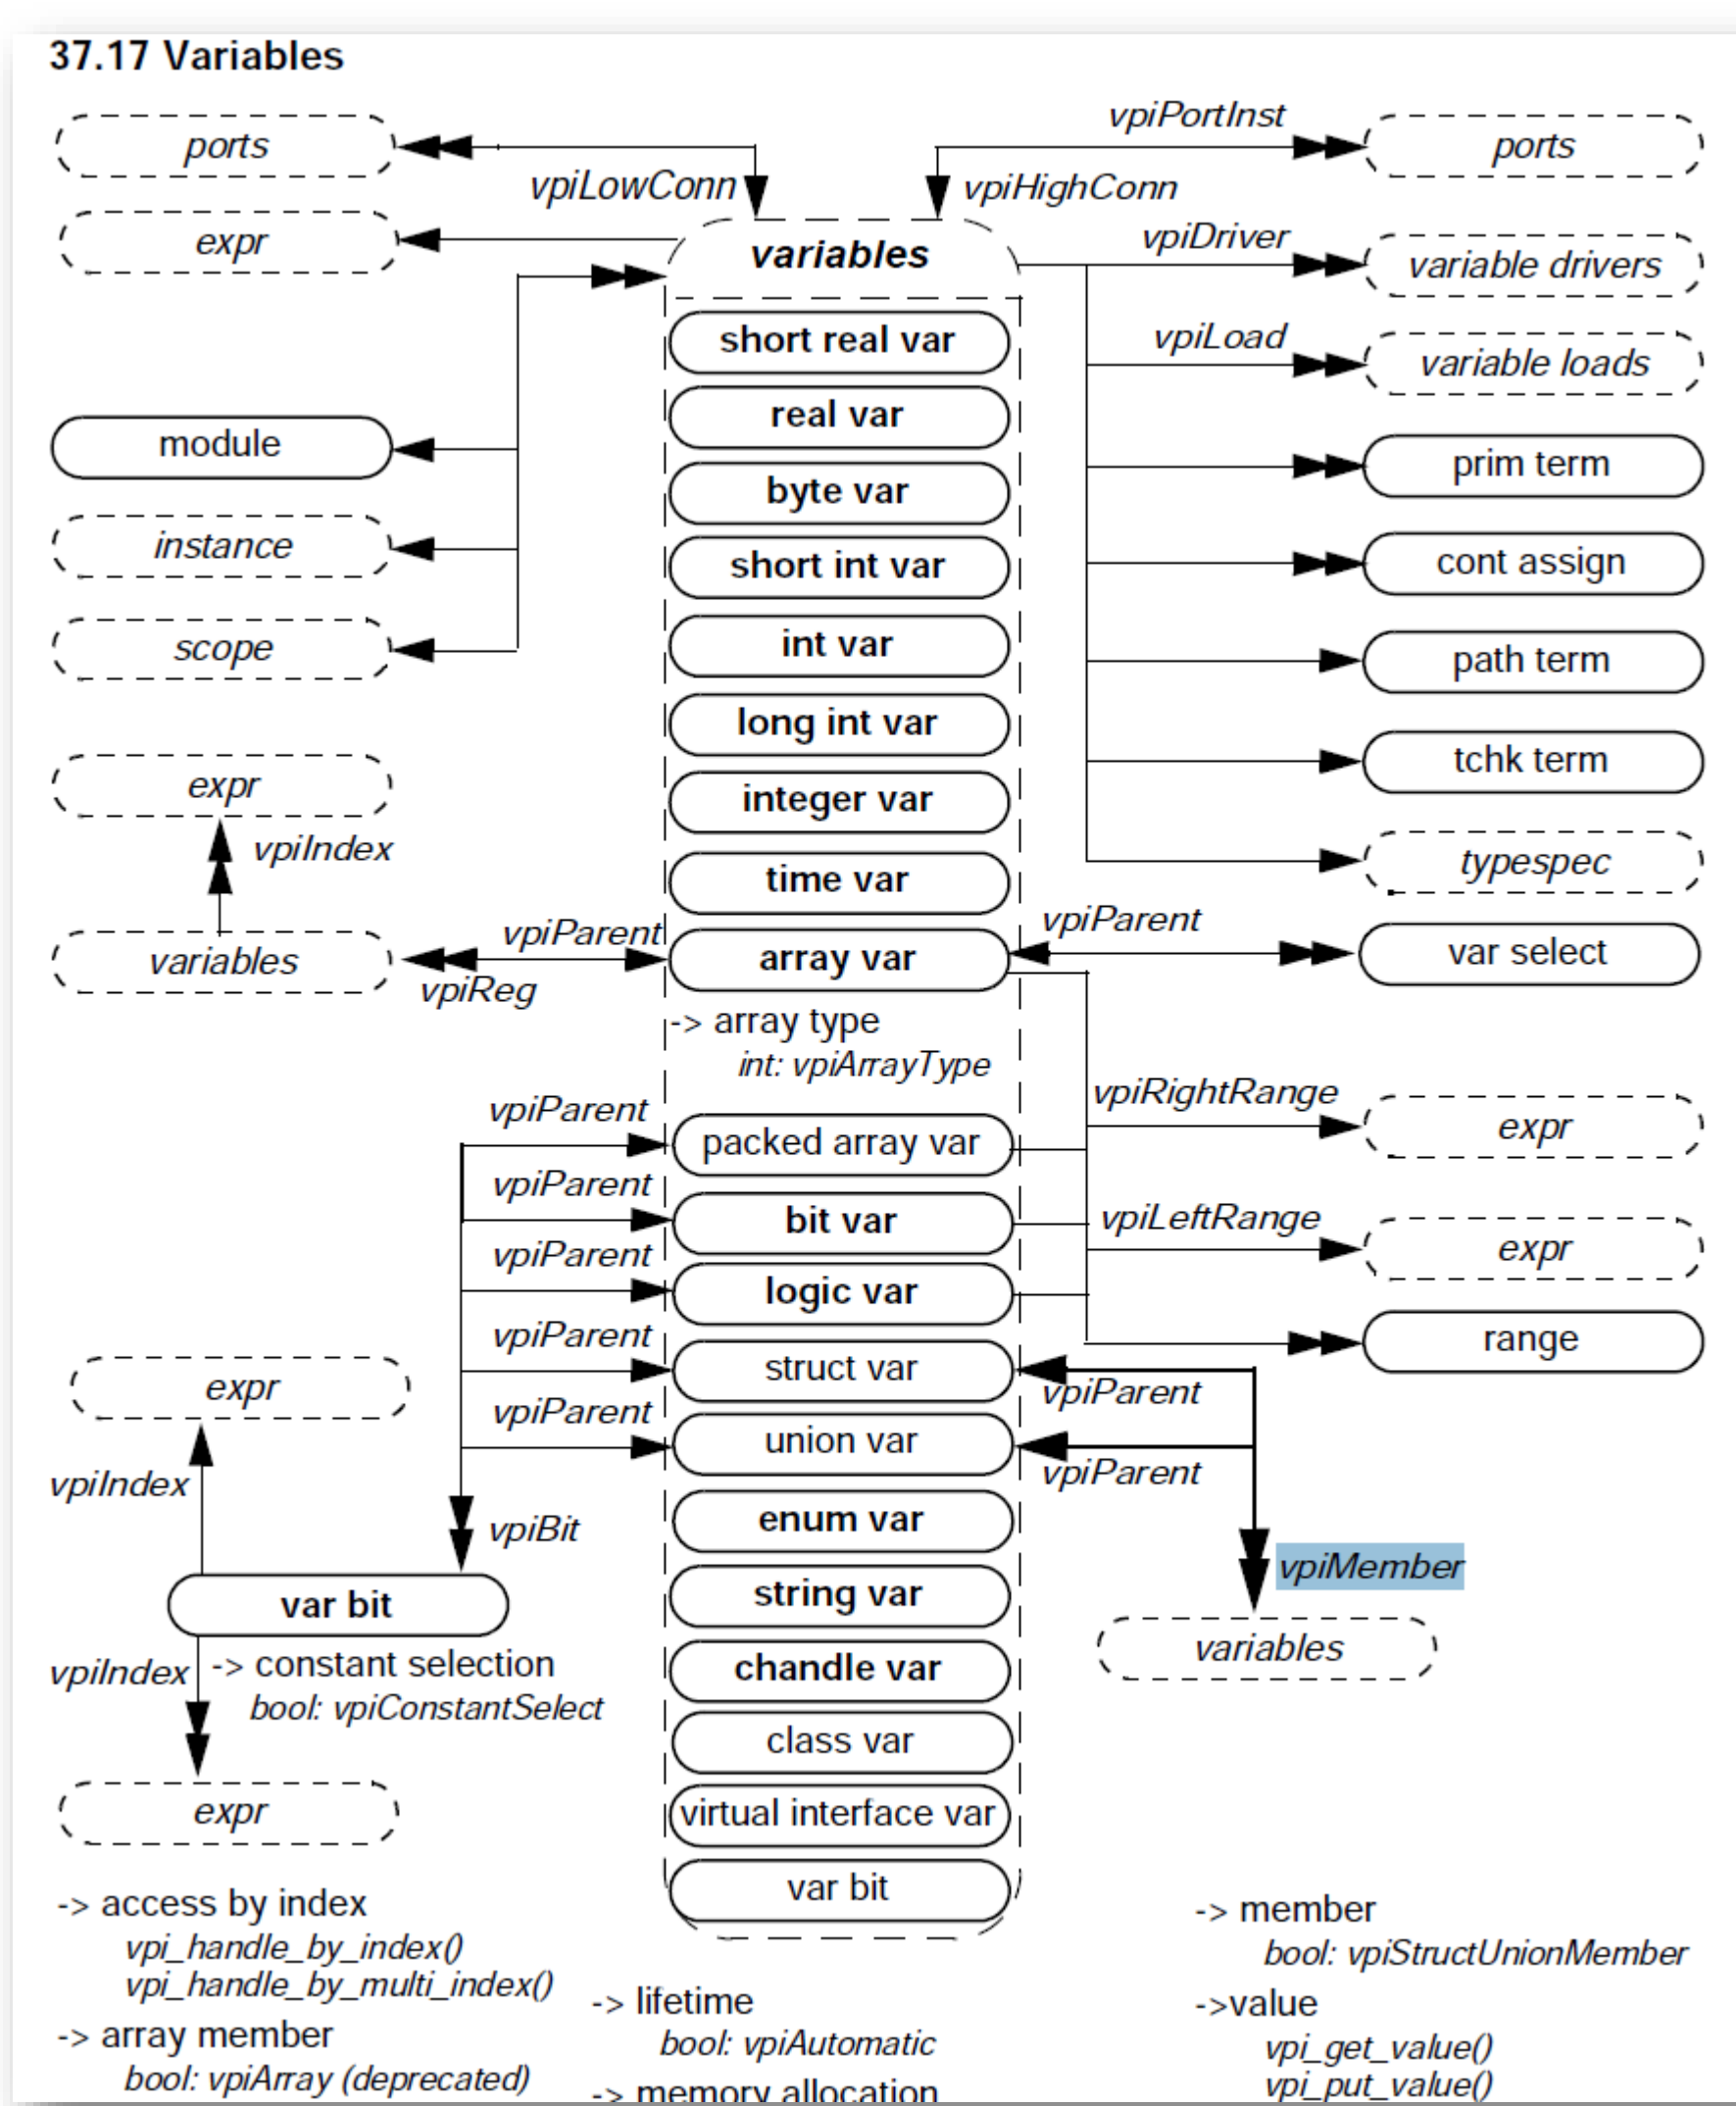 37.17 Variables
ports
vpiLowConn
vpiPortInst
vpiHighConn
ports
expr
variables
vpiDriver
variable drivers
short real var
vpiLoad
variable loads
real var
module
prim term
byte var
instance
short int var
cont assign
scope
int var
path term
long int var
tchk term
expr
integer var
vpiIndex
time var
typespec
variables
vpiParent
vpiReg
array var
vpiParent
var select
-> array type
int: vpiArrayType
vpiParent
packed array var
vpiRightRange
expr
vpiParent
bit var
vpiLeftRange
expr
vpiParent
logic var
vpiParent
struct var
range
vpiParent
expr
vpiParent
union var
vpiParent
vpiIndex
enum var
vpiBit
vpiMember
var bit
string var
variables
vpiIndex
-> constant selection
bool: vpiConstantSelect
chandle var
class var
expr
virtual interface var
var bit
-> access by index
vpi_handle_by_index()
vpi_handle_by_multi_index()
-> array member
bool: vpiArray (deprecated)
-> lifetime
bool: vpiAutomatic
-> memory allocation
-> member
bool: vpiStructUnionMember
->value
vpi_get_value()
vpi_put_value()